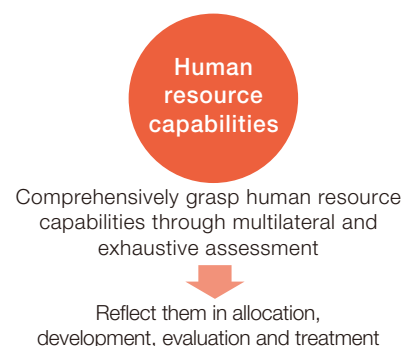 Human
resource
capabilities
Comprehensively grasp human resource
capabilities through multilateral and
exhaustive assessment
Reflect them in allocation,
development, evaluation and treatment